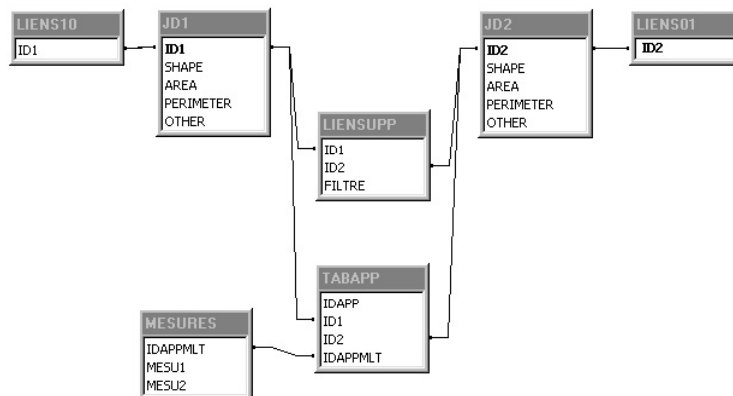 LIENS10
ID1
JD1
ID1
SHAPE
AREA
PERIMETER
OTHER
JD2
ID2
SHAPE
AREA
PERIMETER
OTHER
LIENS01
ID2
LIENSUPP
ID1
ID2
FILTRE
TABAPP
IDAPP
ID1
ID2
IDAPPMLT
MESURES
IDAPPMLT
MESU1
MESU2